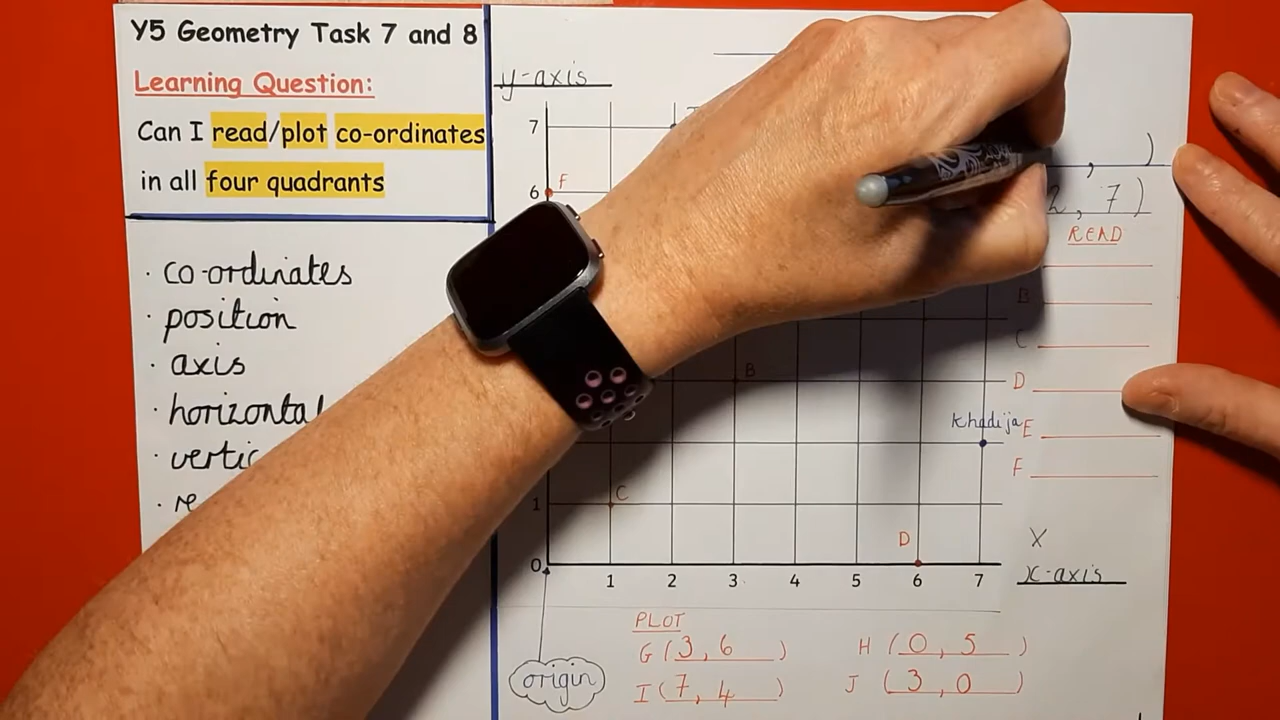 Y5 Geometry Task 7 and 8
Learning Question:
Can I read/plot co-ordinates
in all four quadrants
· co-ordinates
· position
· axis
· horizontal
·
·
y-axis
7
6
F
1
0
B
C
D
Khadija
1 2 3 4 5 6 7
, )
2, 7)
READ
B
C
D
E
F
X
x-axis
origin
PLOT
G (3, 6 )
H (0, 5 )
I (7, 4 )
J (3, 0 )